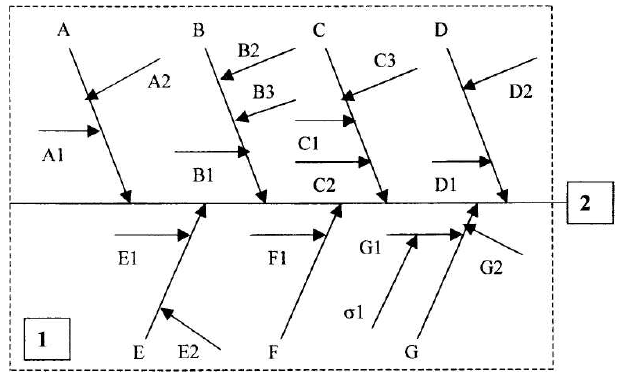 A B C D
B2
A2 C3
B3 D2
A1 C1
B1 C2 D1
2
E1 F1 G1 G2
σ1
1
E E2 F G